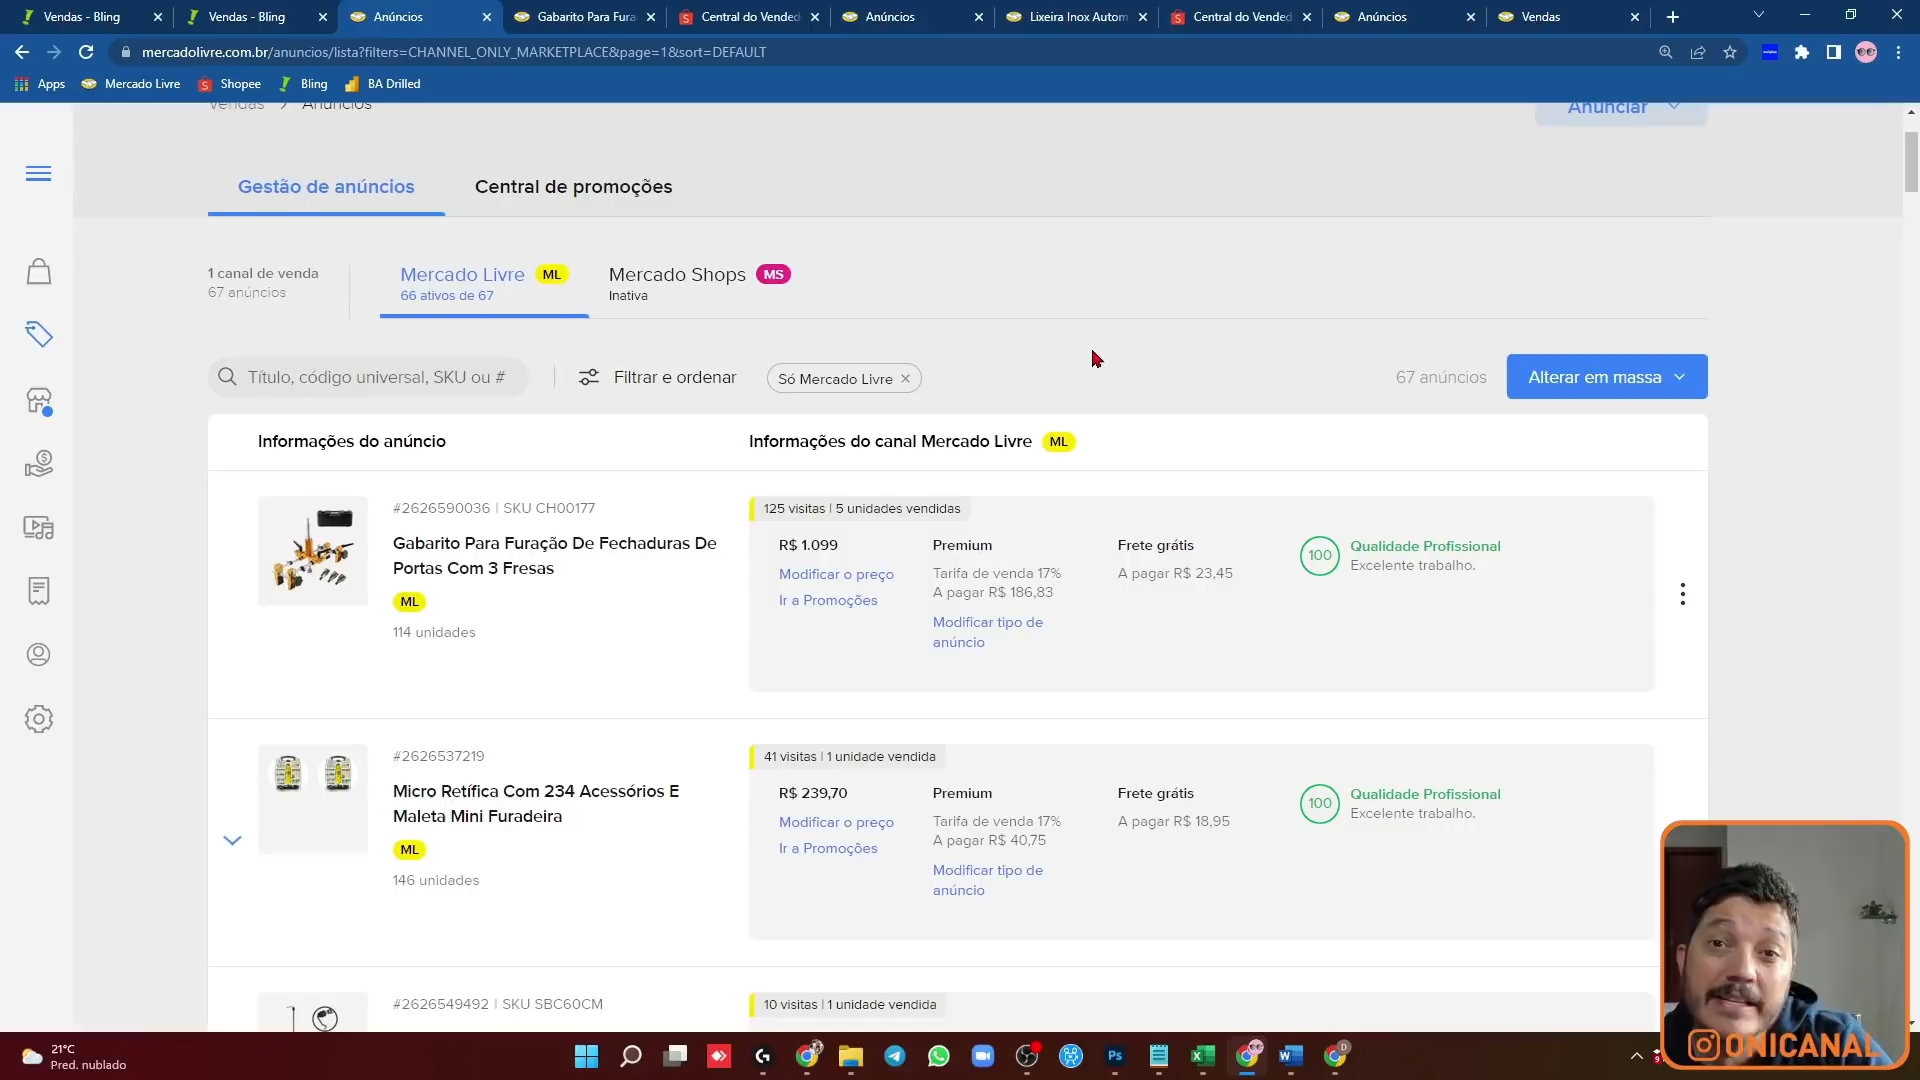 Vendas - Bling
Vendas - Bling
Anúncios
Gabarito Para Fura
Central do Vended
Anúncios
Lixeira Inox Autom
Central do Vended
Anúncios
Vendas
mercadolivre.com.br/anuncios/lista?filters=CHANNEL_ONLY_MARKETPLACE&page=1&sort=DEFAULT
Apps
Mercado Livre
Shopee
Bling
BA Drilled
Vendas > Anúncios
Anunciar
Gestão de anúncios
Central de promoções
1 canal de venda
67 anúncios
Mercado Livre ML
66 ativos de 67
Mercado Shops MS
Inativa
Título, código universal, SKU ou #
Filtrar e ordenar
Só Mercado Livre
67 anúncios
Alterar em massa
Informações do anúncio
Informações do canal Mercado Livre ML
#2626590036 | SKU CH00177
Gabarito Para Furação De Fechaduras De
Portas Com 3 Fresas
ML
114 unidades
125 visitas | 5 unidades vendidas
R$ 1.099
Modificar o preço
Ir a Promoções
Premium
Tarifa de venda 17%
A pagar R$ 186,83
Modificar tipo de
anúncio
Frete grátis
A pagar R$ 23,45
100
Qualidade Profissional
Excelente trabalho.
#2626537219
Micro Retífica Com 234 Acessórios E
Maleta Mini Furadeira
ML
146 unidades
41 visitas | 1 unidade vendida
R$ 239,70
Modificar o preço
Ir a Promoções
Premium
Tarifa de venda 17%
A pagar R$ 40,75
Modificar tipo de
anúncio
Frete grátis
A pagar R$ 18,95
100
Qualidade Profissional
Excelente trabalho.
#2626549492 | SKU SBC60CM
10 visitas | 1 unidade vendida
ONICANAL
21°C
Pred. nublado
Ps